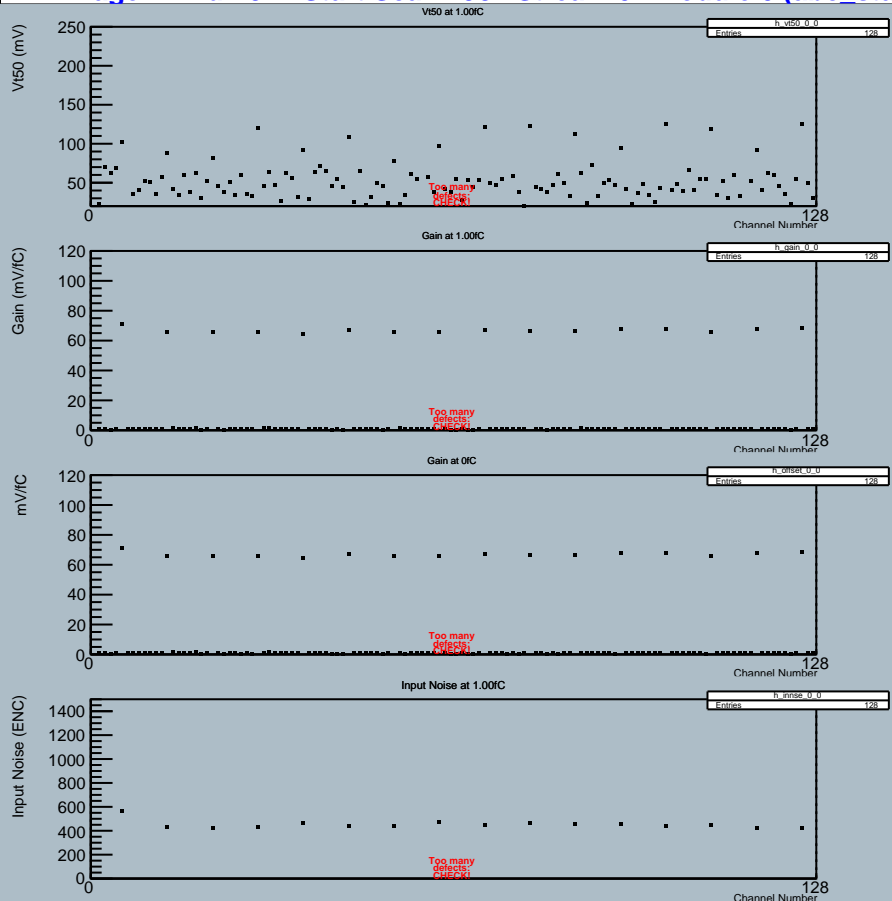 Vt50 at 1.00fC
h_vt50_0_0
Entries 128
Vt50 (mV)
250
200
150
100
50
Too many
defects:
CHECK!
0
128
Channel Number
Gain at 1.00fC
h_gain_0_0
Entries 128
Gain (mV/fC)
120
100
80
60
40
20
0
Too many
defects:
CHECK!
0
128
Channel Number
Gain at 0fC
h_offset_0_0
Entries 128
mV/fC
120
100
80
60
40
20
0
Too many
defects:
CHECK!
0
128
Channel Number
Input Noise at 1.00fC
h_innse_0_0
Entries 128
Input Noise (ENC)
1400
1200
1000
800
600
400
200
0
Too many
defects:
CHECK!
0
128
Channel Number